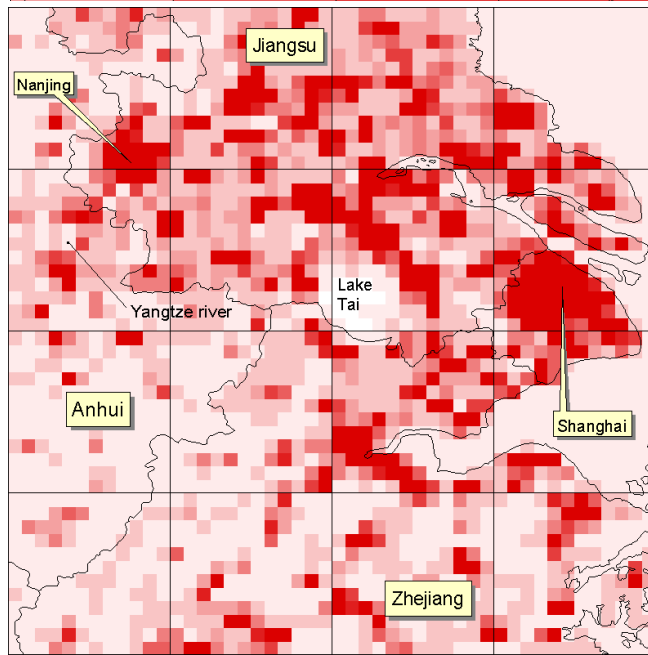 Jiangsu
Nanjing
Lake
Tai
Yangtze river
Anhui
Shanghai
Zhejiang